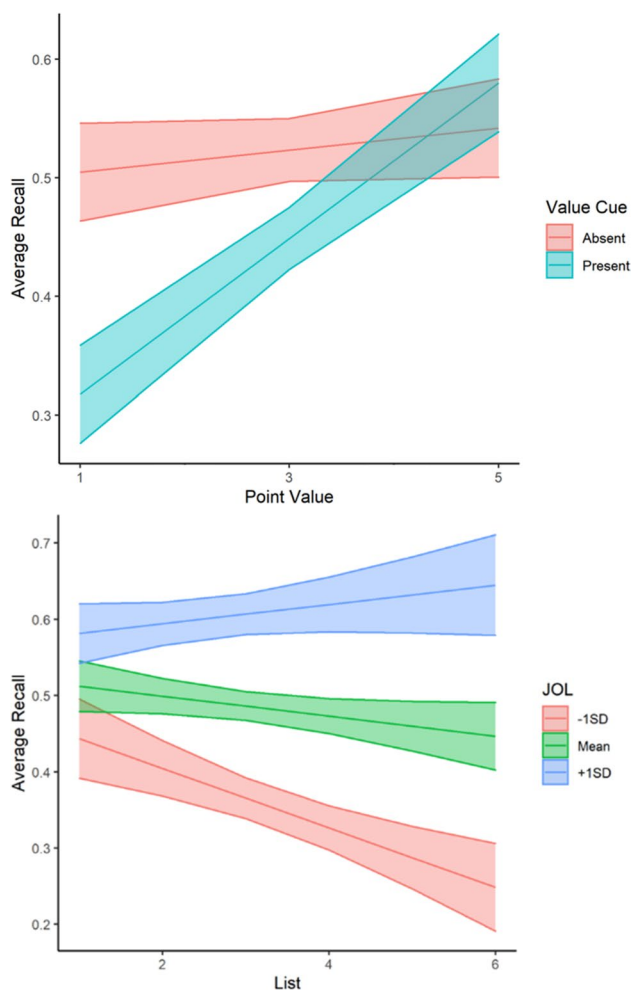 0.6
0.5
0.4
0.3
Average Recall
1
3
5
Point Value
Value Cue
Absent
Present
0.7
0.6
0.5
0.4
0.3
0.2
Average Recall
2
4
6
List
JOL
-1SD
Mean
+1SD